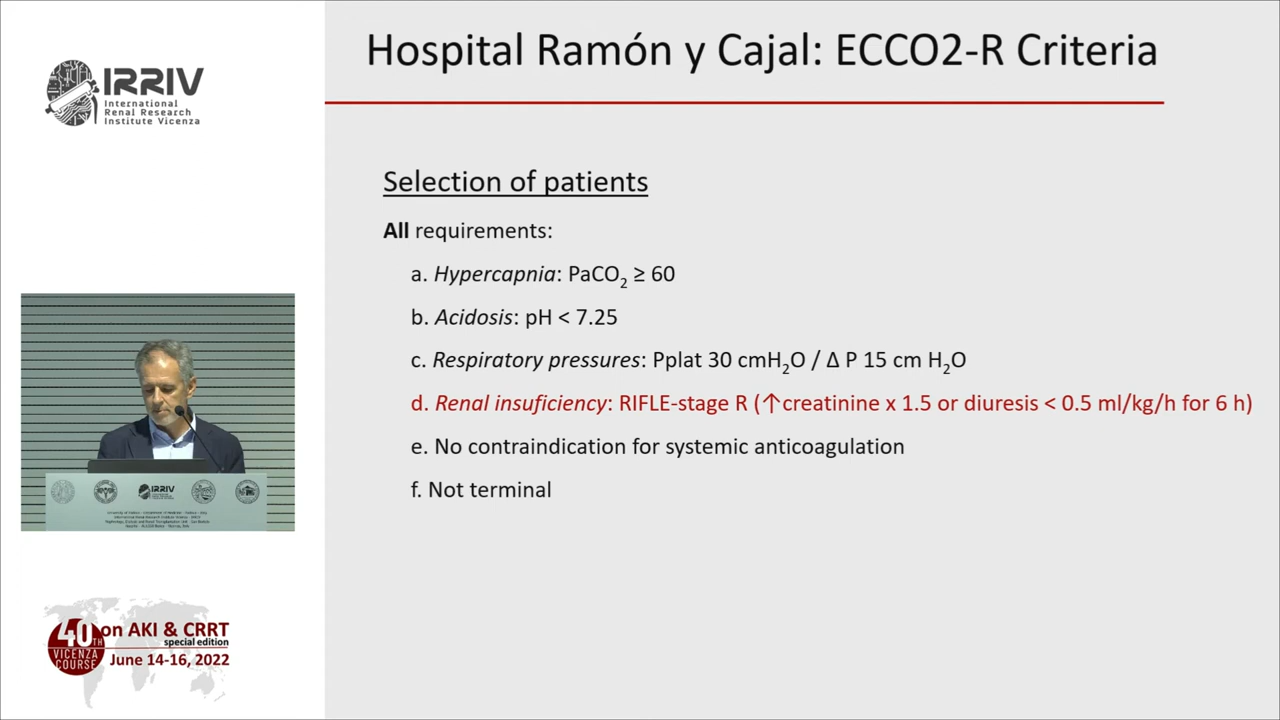 Hospital Ramón y Cajal: ECCO2-R Criteria
IRRIV
International
Renal Research
Institute Vicenza
Selection of patients
All requirements:
a. Hypercapnia: PaCO₂ ≥ 60
b. Acidosis: pH < 7.25
c. Respiratory pressures: Pplat 30 cmH₂O / Δ P 15 cm H₂O
d. Renal insuficiency: RIFLE-stage R (↑creatinine x 1.5 or diuresis < 0.5 ml/kg/h for 6 h)
e. No contraindication for systemic anticoagulation
f. Not terminal
IRRIV
40TH on AKI & CRRT
special edition
VICENZA
COURSE
June 14-16, 2022